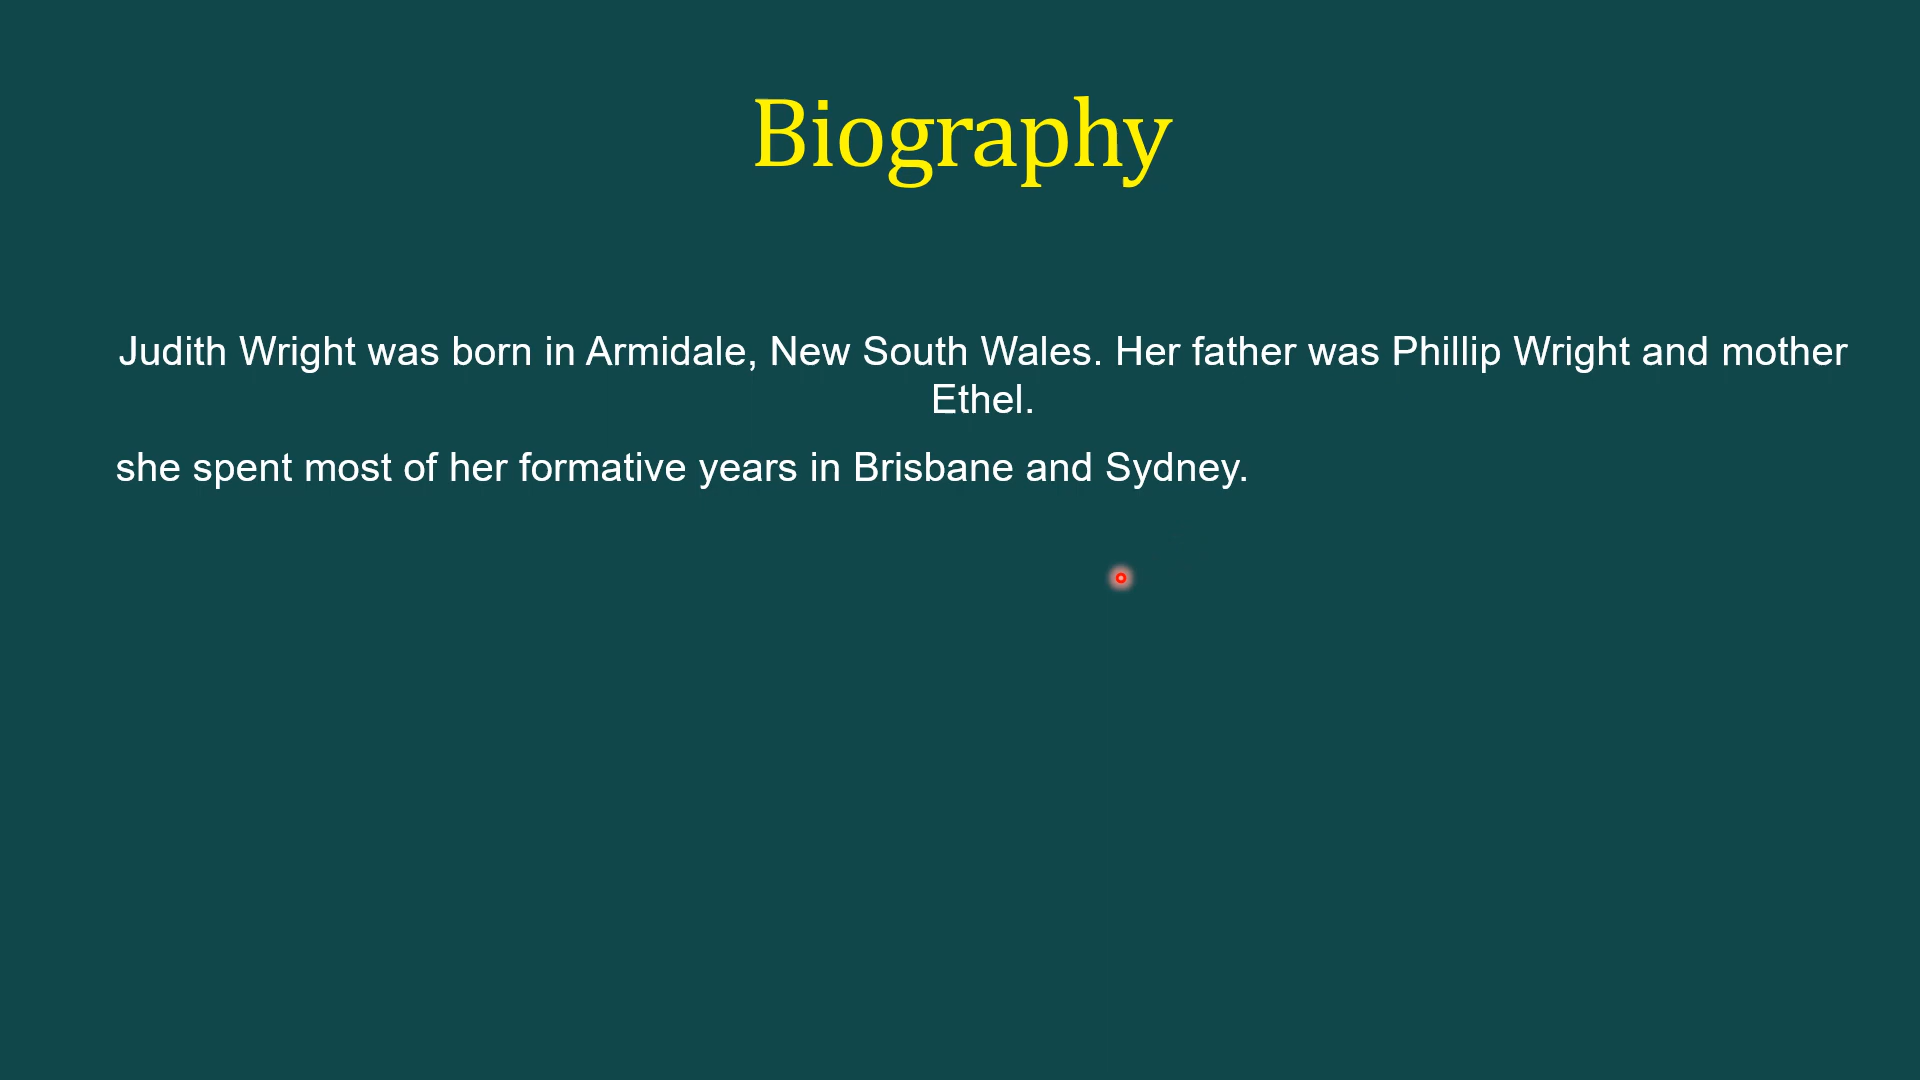 Biography
Judith Wright was born in Armidale, New South Wales. Her father was Phillip Wright and mother
Ethel.
she spent most of her formative years in Brisbane and Sydney.